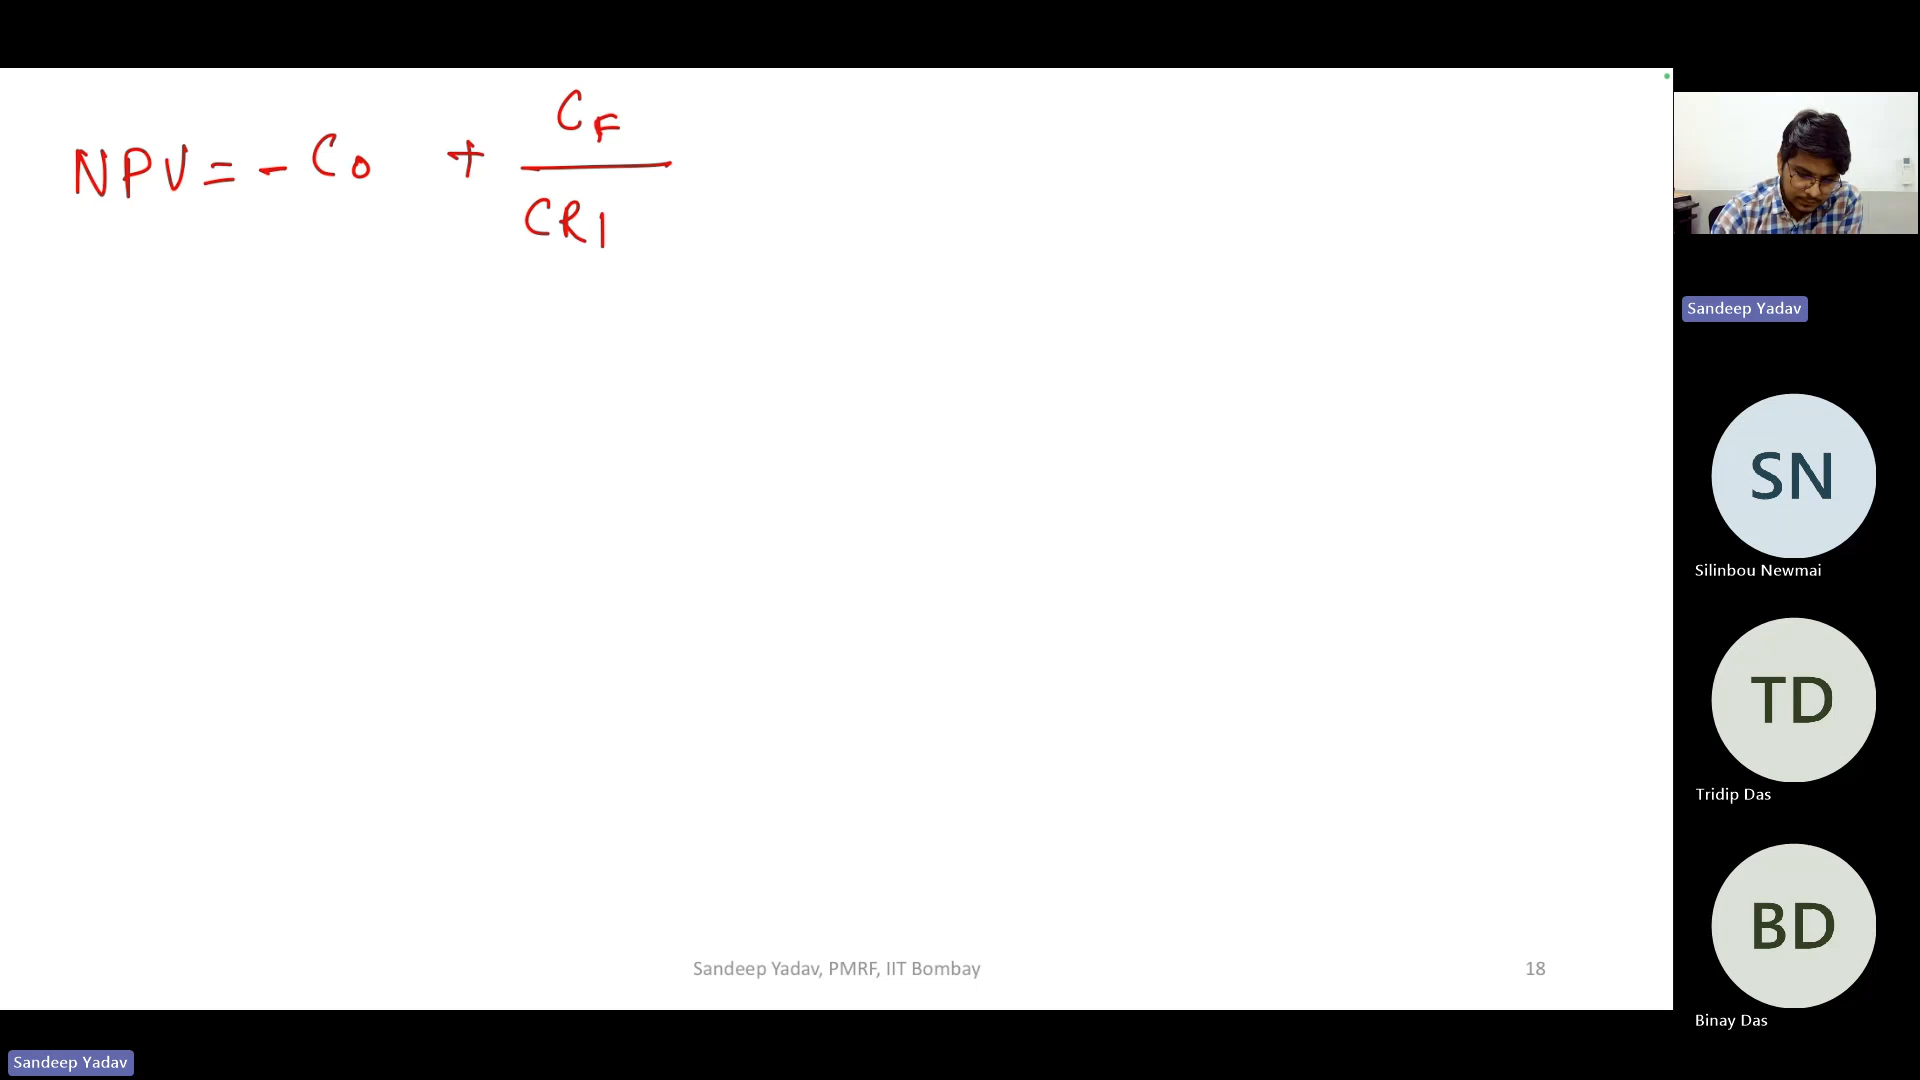 NPV = - C0 + CF
CR1
Sandeep Yadav
SN
Silinbou Newmai
TD
Tridip Das
BD
Binay Das
Sandeep Yadav, PMRF, IIT Bombay
18
Sandeep Yadav